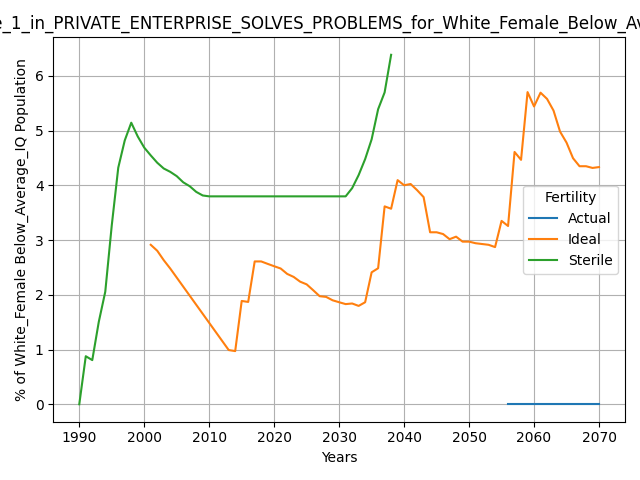 e_1_in_PRIVATE_ENTERPRISE_SOLVES_PROBLEMS_for_White_Female_Below_Av
% of White_Female Below_Average_IQ Population
6
5
4
3
2
1
0
Fertility
Actual
Ideal
Sterile
1990 2000 2010 2020 2030 2040 2050 2060 2070
Years